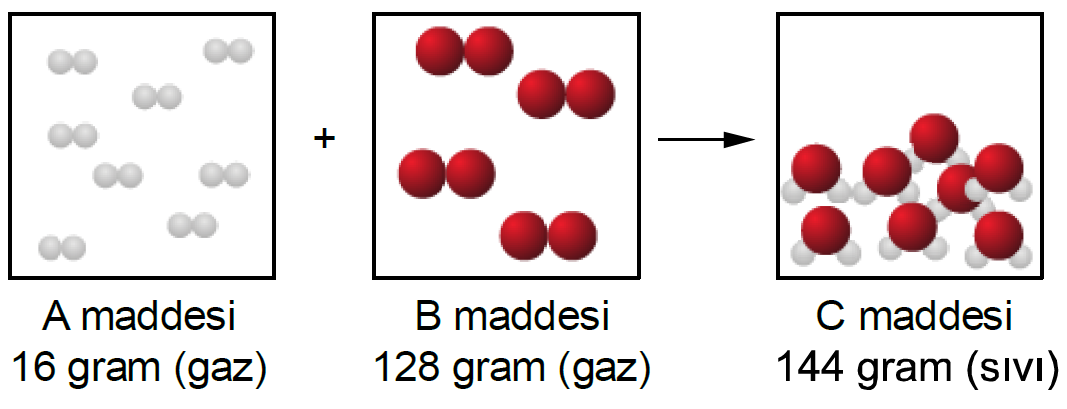 +
A maddesi
16 gram (gaz)
B maddesi
128 gram (gaz)
C maddesi
144 gram (sıvı)